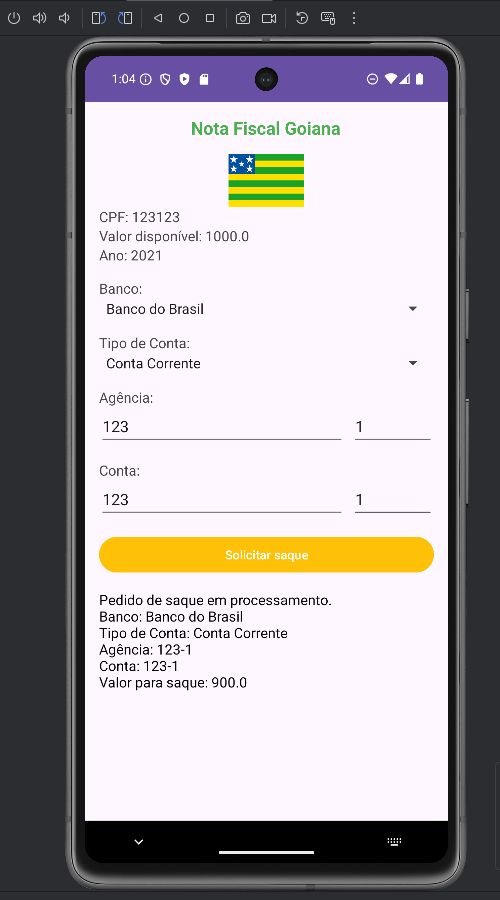 1:04
Nota Fiscal Goiana
CPF: 123123
Valor disponível: 1000.0
Ano: 2021
Banco:
Banco do Brasil
Tipo de Conta:
Conta Corrente
Agência:
123 1
Conta:
123 1
Solicitar saque
Pedido de saque em processamento.
Banco: Banco do Brasil
Tipo de Conta: Conta Corrente
Agência: 123-1
Conta: 123-1
Valor para saque: 900.0